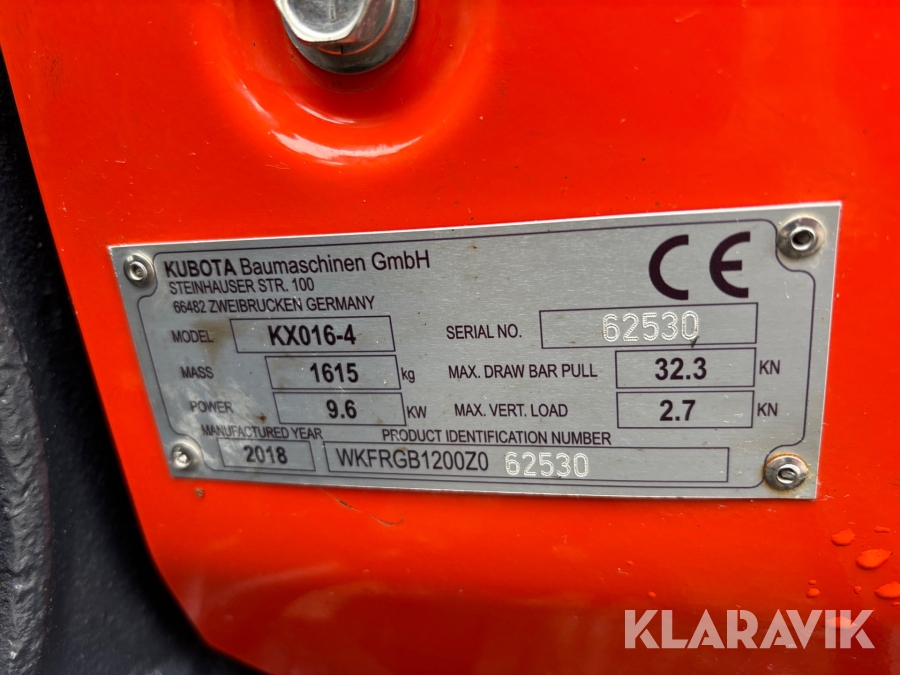 KUBOTA Baumaschinen GmbH
STEINHAUSER STR. 100
66482 ZWEIBRUCKEN GERMANY
CE
MODEL KX016-4 SERIAL NO. 62530
MASS 1615 kg MAX. DRAW BAR PULL 32.3 KN
POWER 9.6 KW MAX. VERT. LOAD 2.7 KN
MANUFACTURED YEAR PRODUCT IDENTIFICATION NUMBER
2018 WKFRGB1200Z0 62530
KLARAVIK